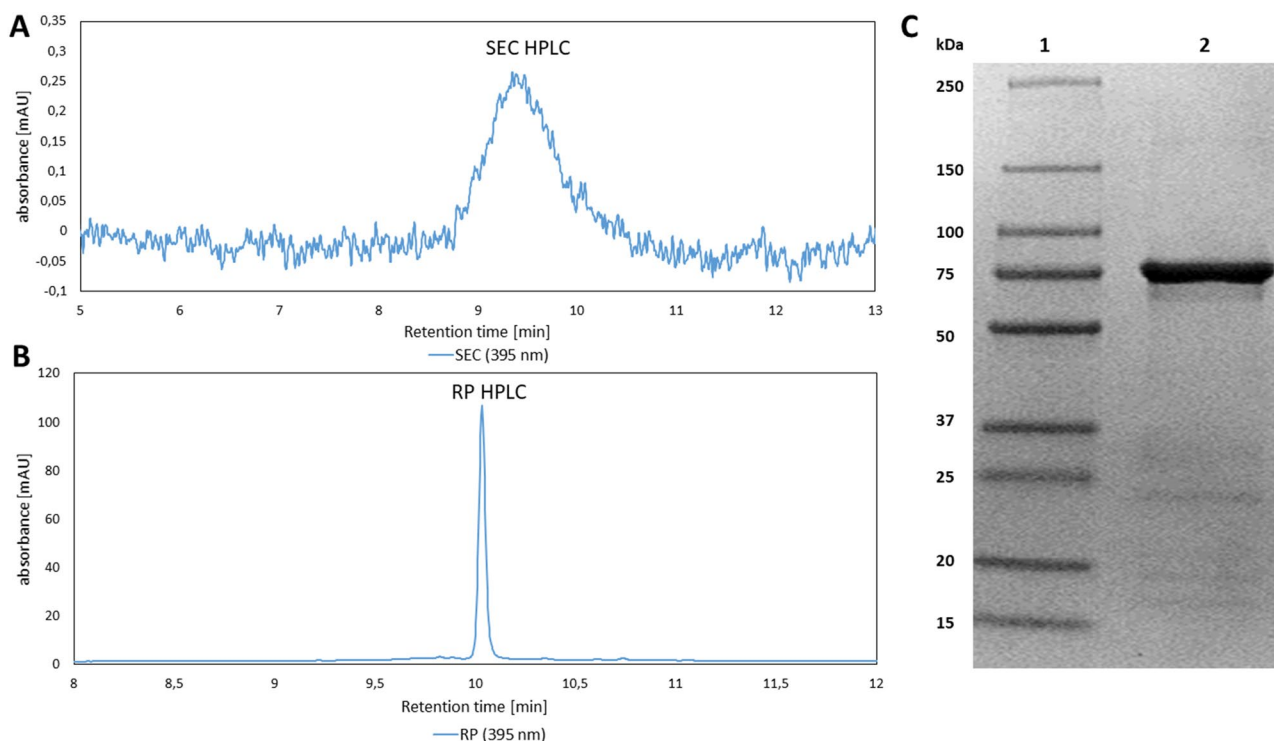 A
SEC HPLC
absorbance [mAU]
0,35
0,3
0,25
0,2
0,15
0,1
0,05
0
-0,05
-0,1
5 6 7 8 9 10 11 12 13
Retention time [min]
SEC (395 nm)
B
RP HPLC
absorbance [mAU]
120
100
80
60
40
20
0
8 8,5 9 9,5 10 10,5 11 11,5 12
Retention time [min]
RP (395 nm)
C
kDa 1 2
250
150
100
75
50
37
25
20
15